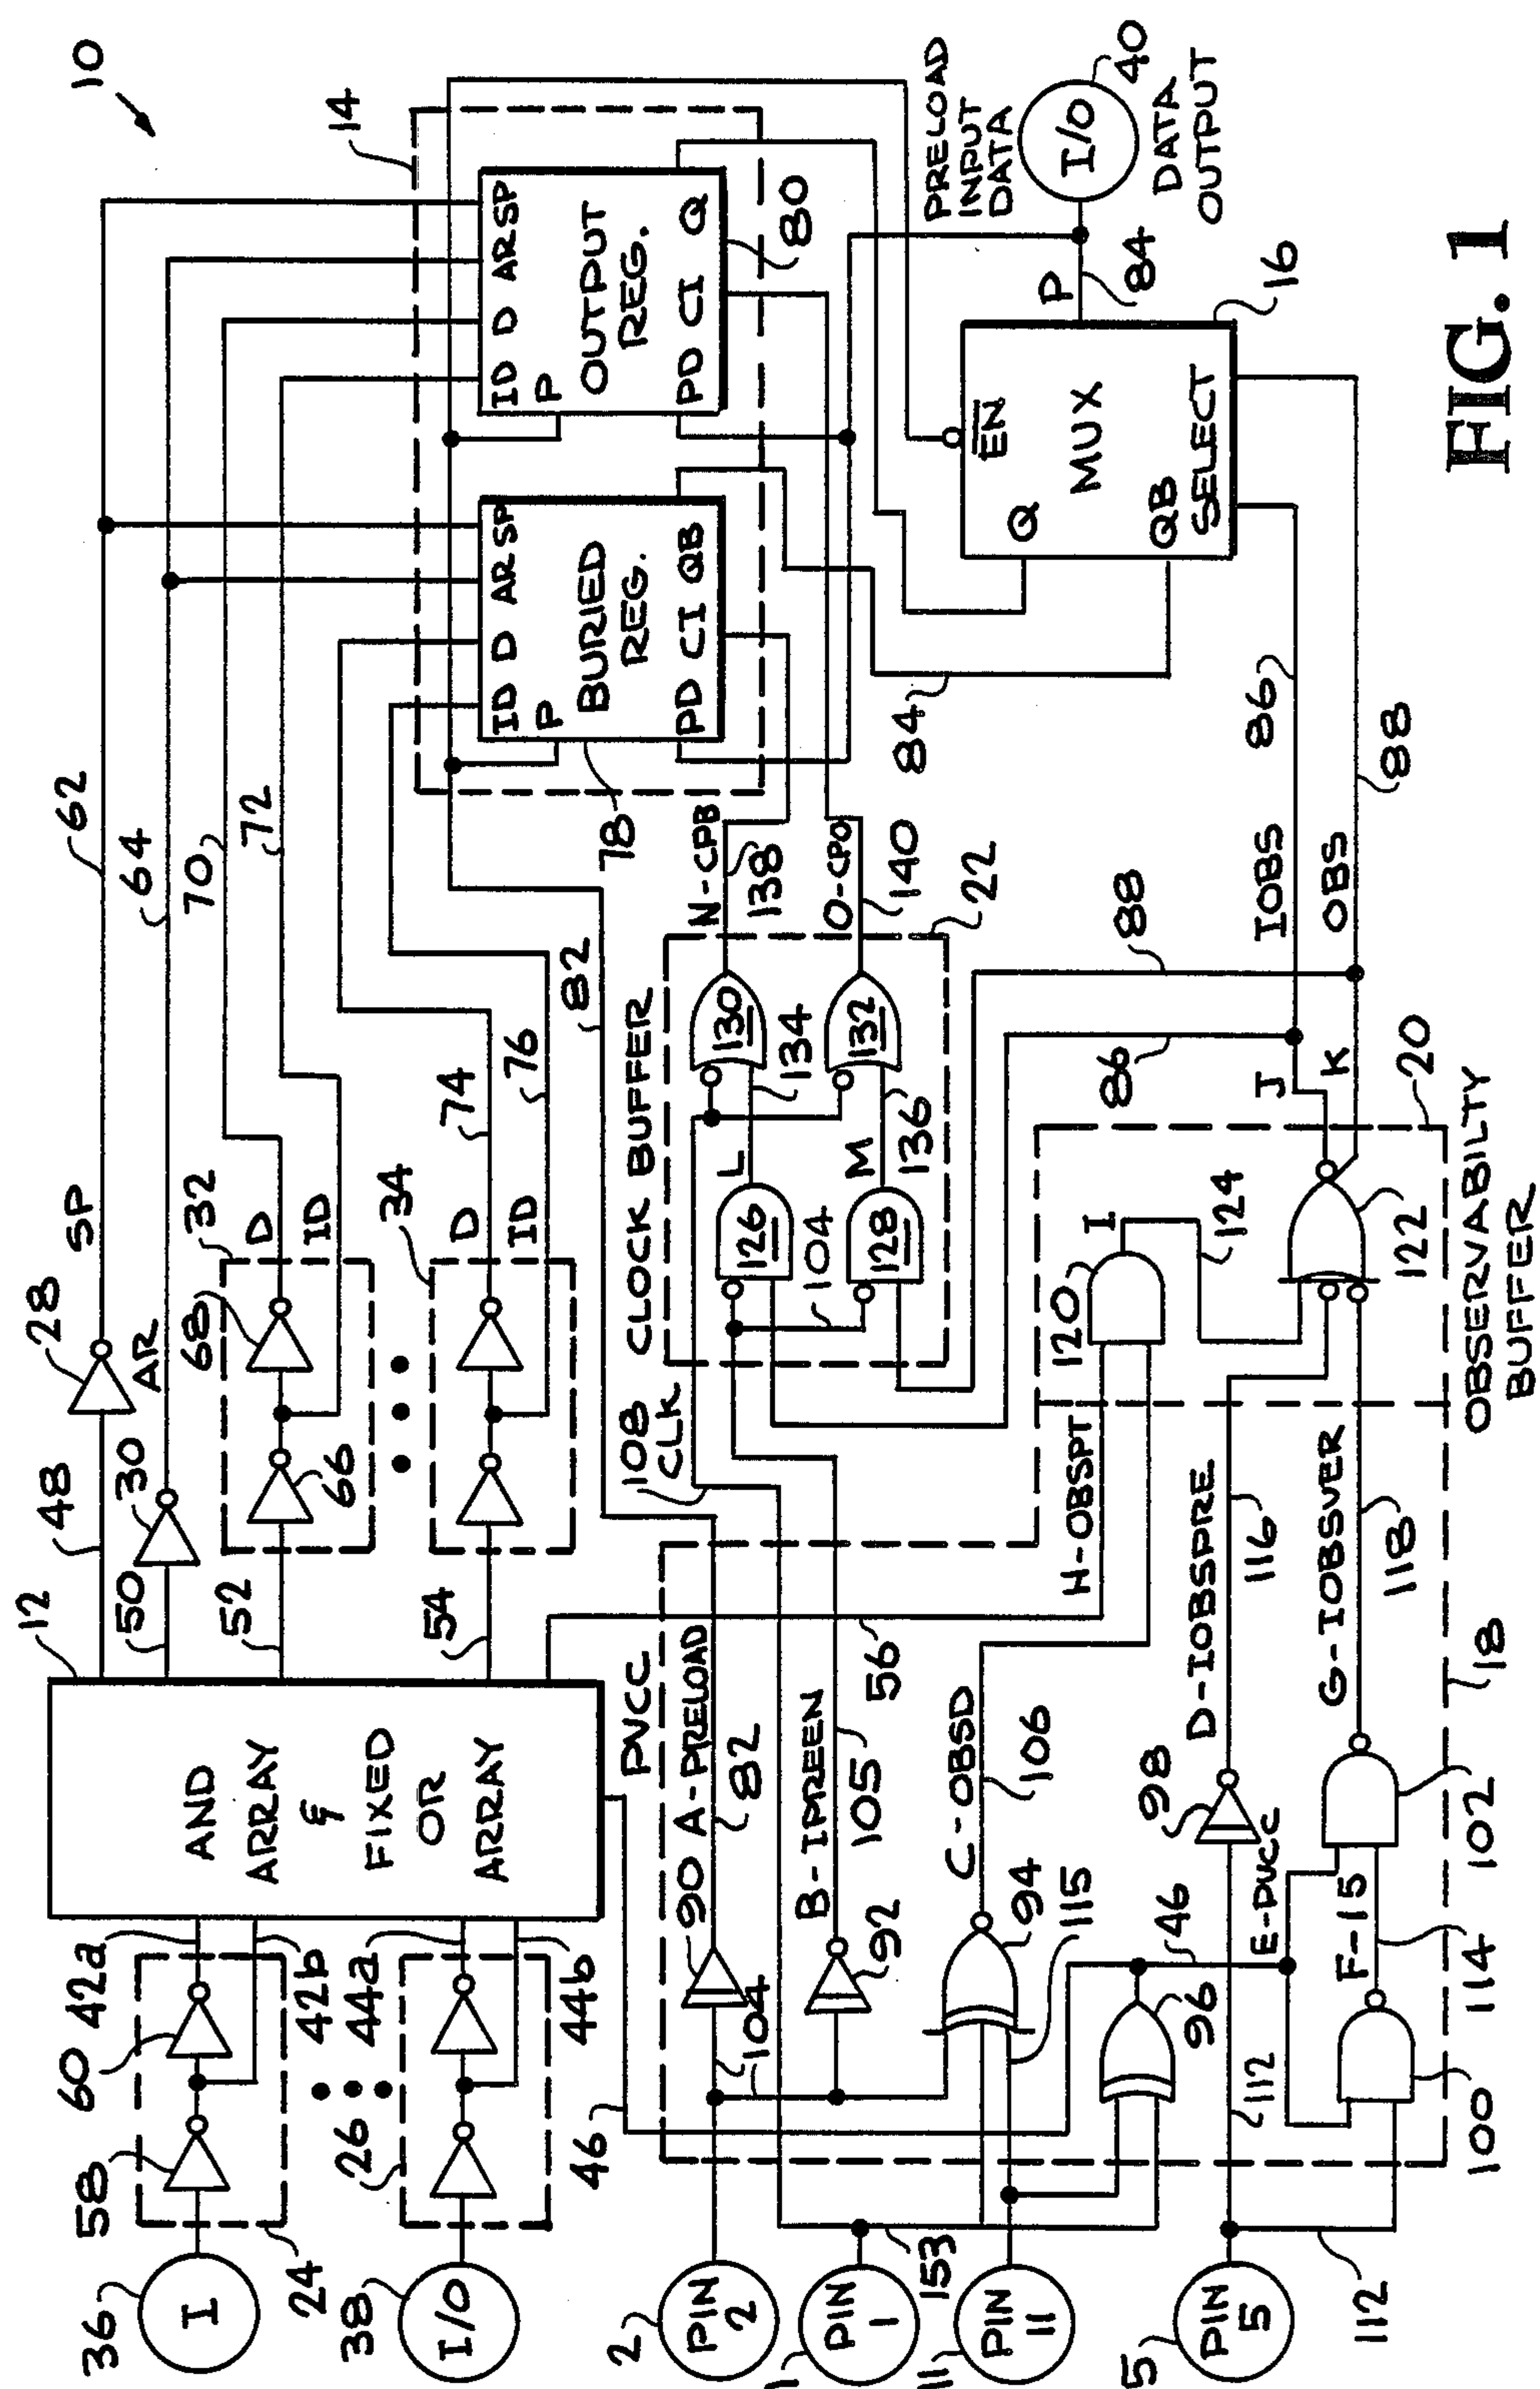 10
14
12
48
28
SP
62
50
30
AR
64
52
32
D
70
68
66
ID
72
54
34
D
74
ID
76
AND
ARRAY
&
FIXED
OR
ARRAY
36
I
58
60
42a
42b
24
38
I/O
26
44a
44b
46
ID D AR SP
P
BURIED
REG.
PD CI QB
78
ID D AR SP
P
OUTPUT
REG.
PD CI Q
80
82
PVCC
90 A-PRELOAD
82
104
B-IPREEN
105
92
56
C-OBSD
106
94
115
H-OBSPT
108
CLK
CLOCK BUFFER
126
104
128
L
134
M
136
130
132
N-CPB
138
O-CPO
140
22
120
I
124
122
20
OBSERVABILTY
BUFFER
J
K
86
88
IOBS
86
OBS
88
84
Q
EN
MUX
QB
SELECT
16
P
84
PRELOAD
INPUT
DATA
I/O
40
DATA
OUTPUT
2
PIN
2
1
PIN
1
153
11
PIN
11
5
PIN
5
112
112
96
46
98
D-IOBSPRE
116
E-PVCC
F-15
114
100
102
G-IOBSVER
118
18
FIG. 1